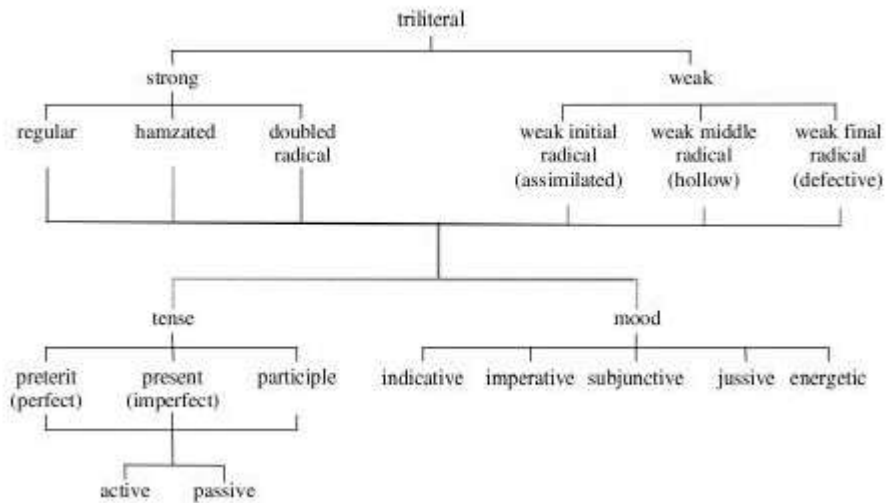 triliteral
strong
weak
regular
hamzated
doubled
radical
weak initial
radical
(assimilated)
weak middle
radical
(hollow)
weak final
radical
(defective)
tense
mood
preterit
(perfect)
present
(imperfect)
participle
indicative
imperative
subjunctive
jussive
energetic
active
passive